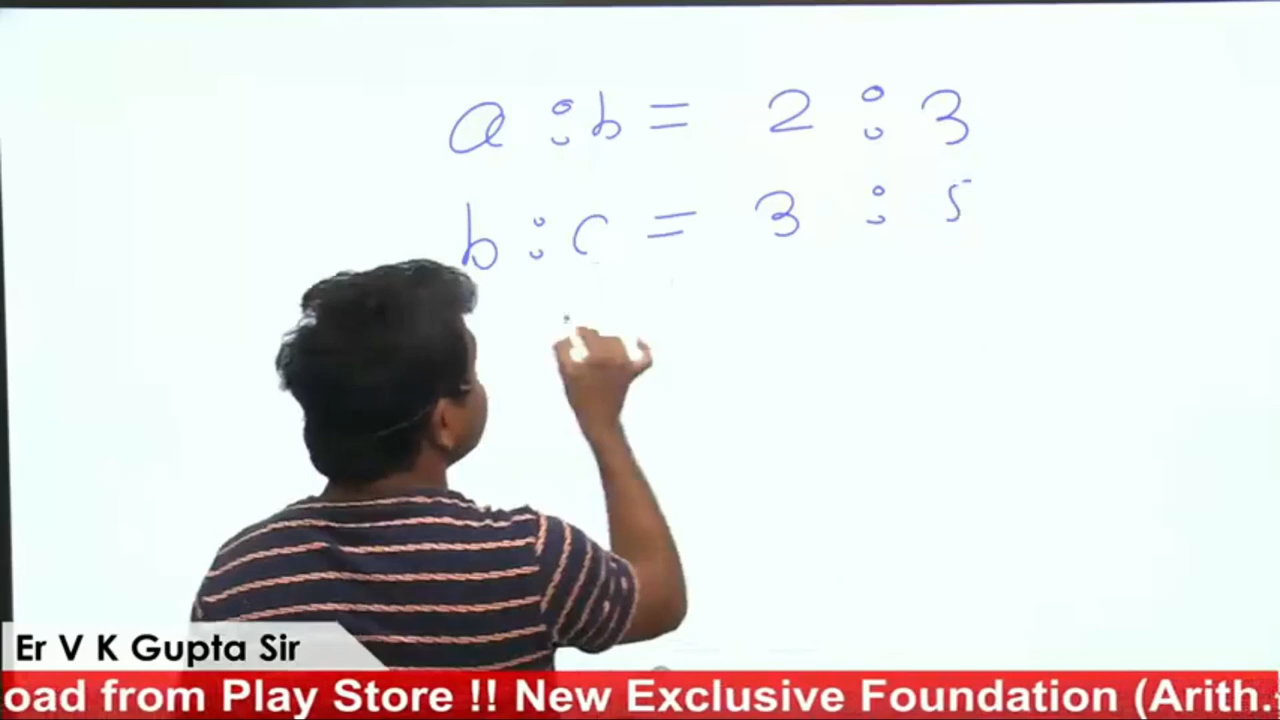 a : b = 2 : 3
b : c = 3 : 5
Er V K Gupta Sir
oad from Play Store !! New Exclusive Foundation (Arith.